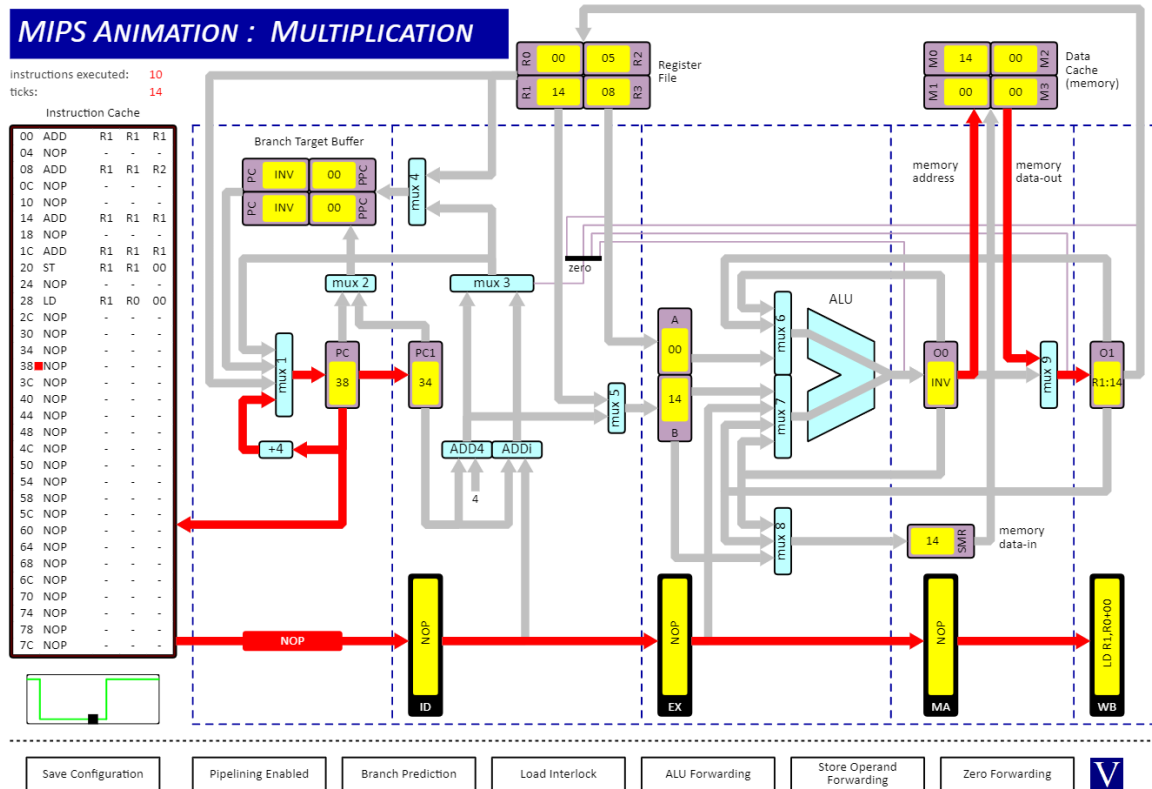 MIPS ANIMATION : MULTIPLICATION
instructions executed: 10
ticks: 14
Instruction Cache
00 ADD R1 R1 R1
04 NOP - - -
08 ADD R1 R1 R2
0C NOP - - -
10 NOP - - -
14 ADD R1 R1 R1
18 NOP - - -
1C ADD R1 R1 R1
20 ST R1 R1 00
24 NOP - - -
28 LD R1 R0 00
2C NOP - - -
30 NOP - - -
34 NOP - - -
38 NOP - - -
3C NOP - - -
40 NOP - - -
44 NOP - - -
48 NOP - - -
4C NOP - - -
50 NOP - - -
54 NOP - - -
58 NOP - - -
5C NOP - - -
60 NOP - - -
64 NOP - - -
68 NOP - - -
6C NOP - - -
70 NOP - - -
74 NOP - - -
78 NOP - - -
7C NOP - - -
R0 00 05 R2
R1 14 08 R3
Register
File
M0 14 00 M2
M1 00 00 M3
Data
Cache
(memory)
Branch Target Buffer
PC INV 00 PPC
PC INV 00 PPC
mux 4
memory
address
memory
data-out
zero
mux 2
mux 3
mux 1
PC
38
PC1
34
+4
ADD4
ADDi
4
mux 5
A
00
14
B
mux 6
mux 7
ALU
mux 8
O0
INV
mux 9
O1
R1:14
14
SMR
memory
data-in
NOP
NOP
ID
NOP
EX
NOP
MA
LD R1,R0+00
WB
Save Configuration
Pipelining Enabled
Branch Prediction
Load Interlock
ALU Forwarding
Store Operand
Forwarding
Zero Forwarding
V